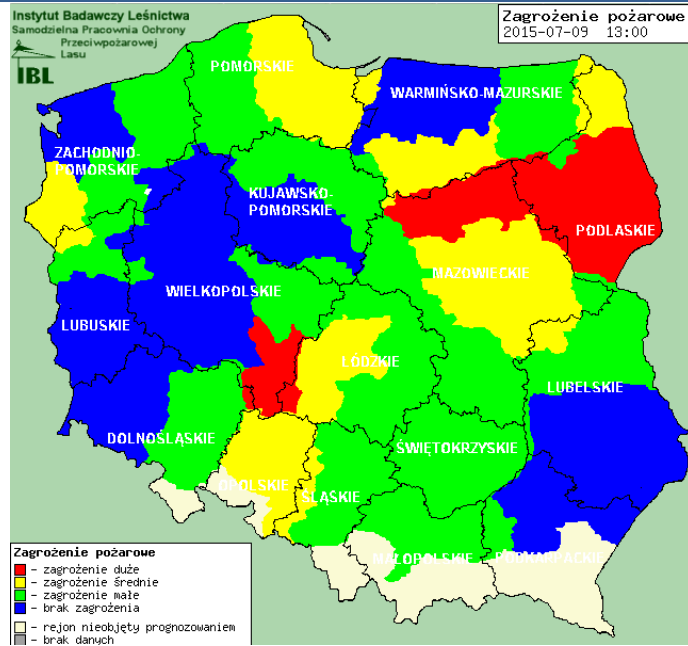 Instytut Badawczy Leśnictwa
Samodzielna Pracownia Ochrony
Przeciwpożarowej
Lasu
IBL
Zagrożenie pożarowe
2015-07-09 13:00
POMORSKIE
WARMIŃSKO-MAZURSKIE
ZACHODNIO-
POMORSKIE
KUJAWSKO-
POMORSKIE
PODLASKIE
MAZOWIECKIE
WIELKOPOLSKIE
LUBUSKIE
ŁÓDZKIE
LUBELSKIE
DOLNOŚLĄSKIE
ŚWIĘTOKRZYSKIE
OPOLSKIE
ŚLĄSKIE
MAŁOPOLSKIE
PODKARPACKIE
Zagrożenie pożarowe
- zagrożenie duże
- zagrożenie średnie
- zagrożenie małe
- brak zagrożenia
- rejon nieobjęty prognozowaniem
- brak danych